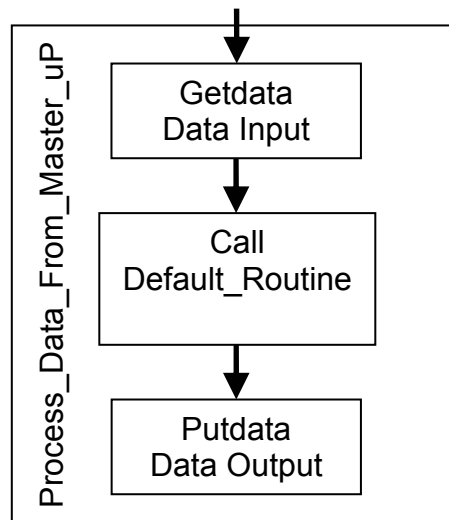 Process_Data_From_Master_uP
Getdata
Data Input
Call
Default_Routine
Putdata
Data Output